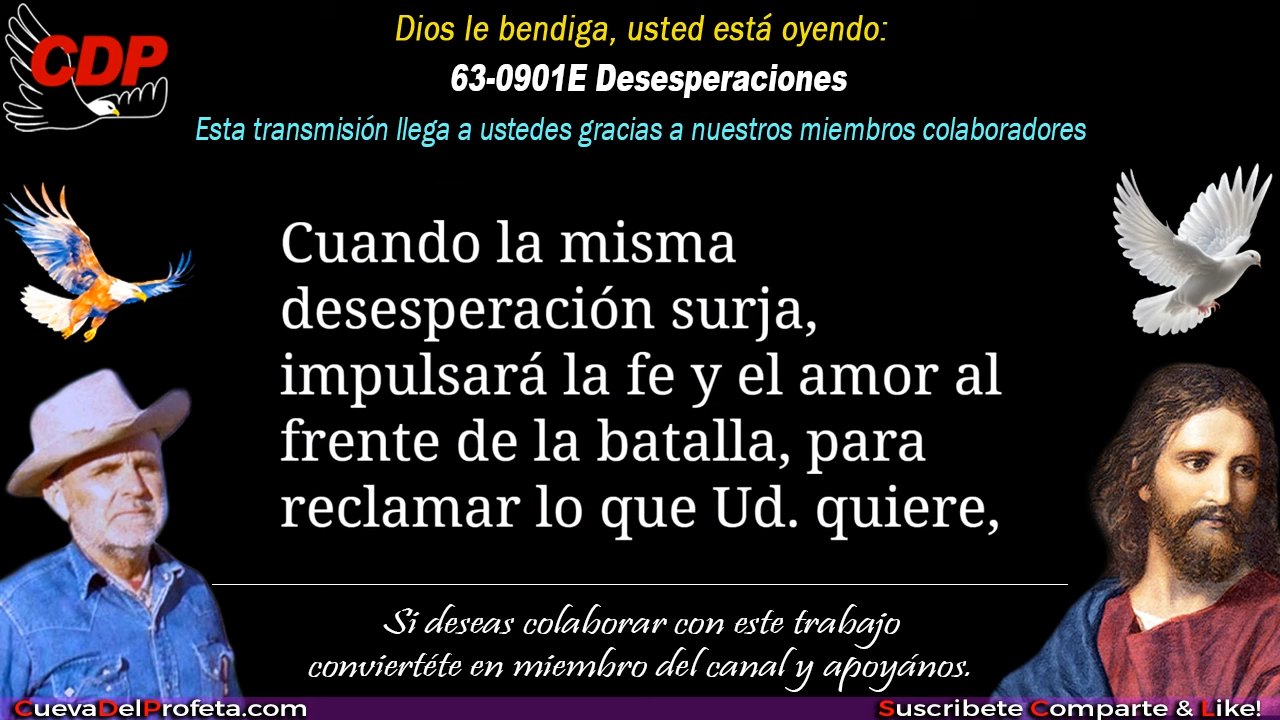 CDP
Dios le bendiga, usted está oyendo:
63-0901E Desesperaciones
Esta transmisión llega a ustedes gracias a nuestros miembros colaboradores
Cuando la misma
desesperación surja,
impulsará la fe y el amor al
frente de la batalla, para
reclamar lo que Ud. quiere,
Si deseas colaborar con este trabajo
conviertéte en miembro del canal y apoyános.
CuevaDelProfeta.com
Suscribete Comparte & Like!